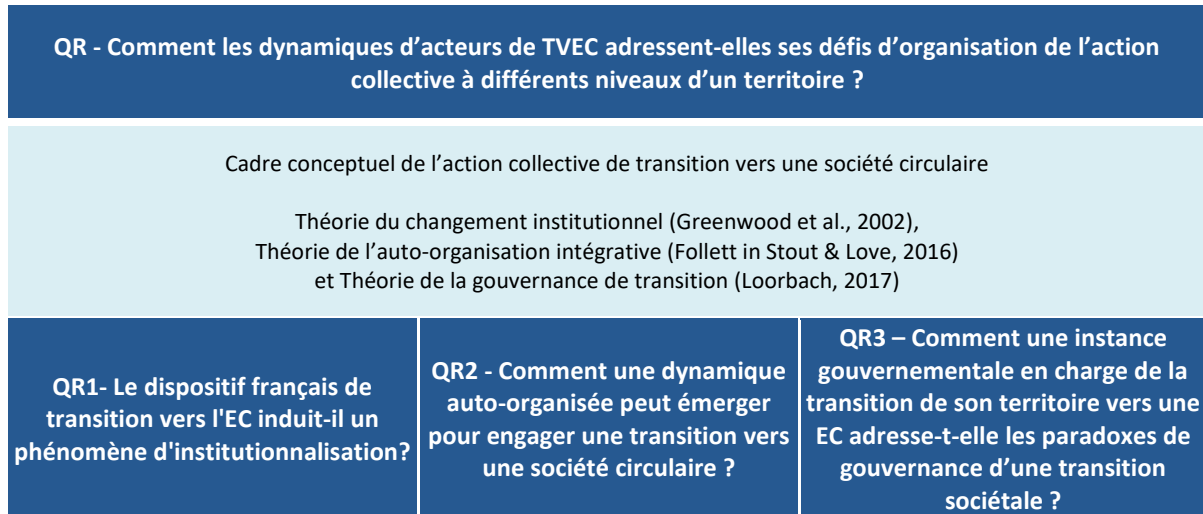 QR - Comment les dynamiques d’acteurs de TVEC adressent-elles ses défis d’organisation de l’action
collective à différents niveaux d’un territoire ?
Cadre conceptuel de l’action collective de transition vers une société circulaire
Théorie du changement institutionnel (Greenwood et al., 2002),
Théorie de l’auto-organisation intégrative (Follett in Stout & Love, 2016)
et Théorie de la gouvernance de transition (Loorbach, 2017)
QR1- Le dispositif français de
transition vers l'EC induit-il un
phénomène d'institutionnalisation?
QR2 - Comment une dynamique
auto-organisée peut émerger
pour engager une transition vers
une société circulaire ?
QR3 – Comment une instance
gouvernementale en charge de la
transition de son territoire vers une
EC adresse-t-elle les paradoxes de
gouvernance d’une transition
sociétale ?